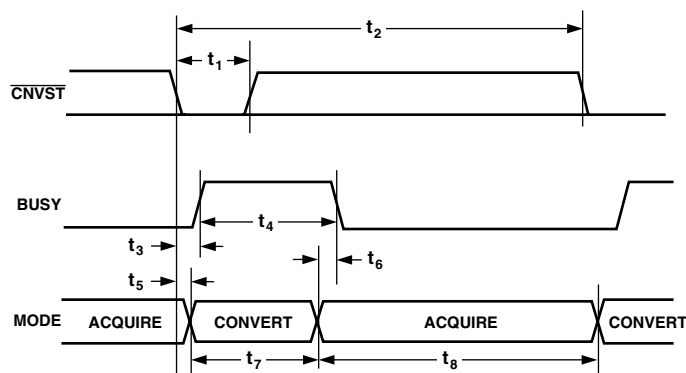 t2
t1
CNVST
BUSY
t4
t3
t6
t5
MODE ACQUIRE CONVERT ACQUIRE CONVERT
t7 t8